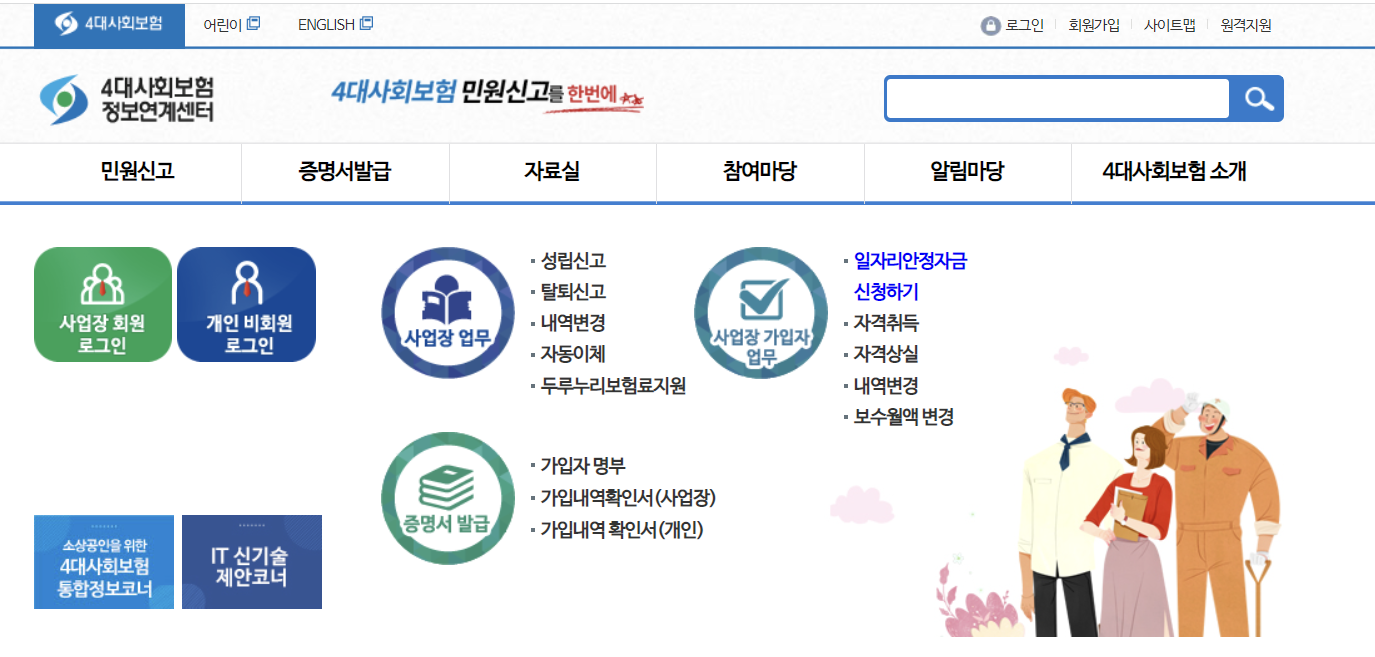 4대사회보험
어린이
ENGLISH
로그인
회원가입
사이트맵
원격지원
4대사회보험
정보연계센터
4대사회보험 민원신고를 한번에
민원신고
증명서발급
자료실
참여마당
알림마당
4대사회보험 소개
사업장 회원
로그인
개인 비회원
로그인
사업장 업무
성립신고
탈퇴신고
내역변경
자동이체
두루누리보험료지원
사업장 가입자
업무
일자리안정자금
신청하기
자격취득
자격상실
내역변경
보수월액 변경
증명서 발급
가입자 명부
가입내역확인서(사업장)
가입내역 확인서(개인)
소상공인을 위한
4대사회보험
통합정보코너
IT 신기술
제안코너